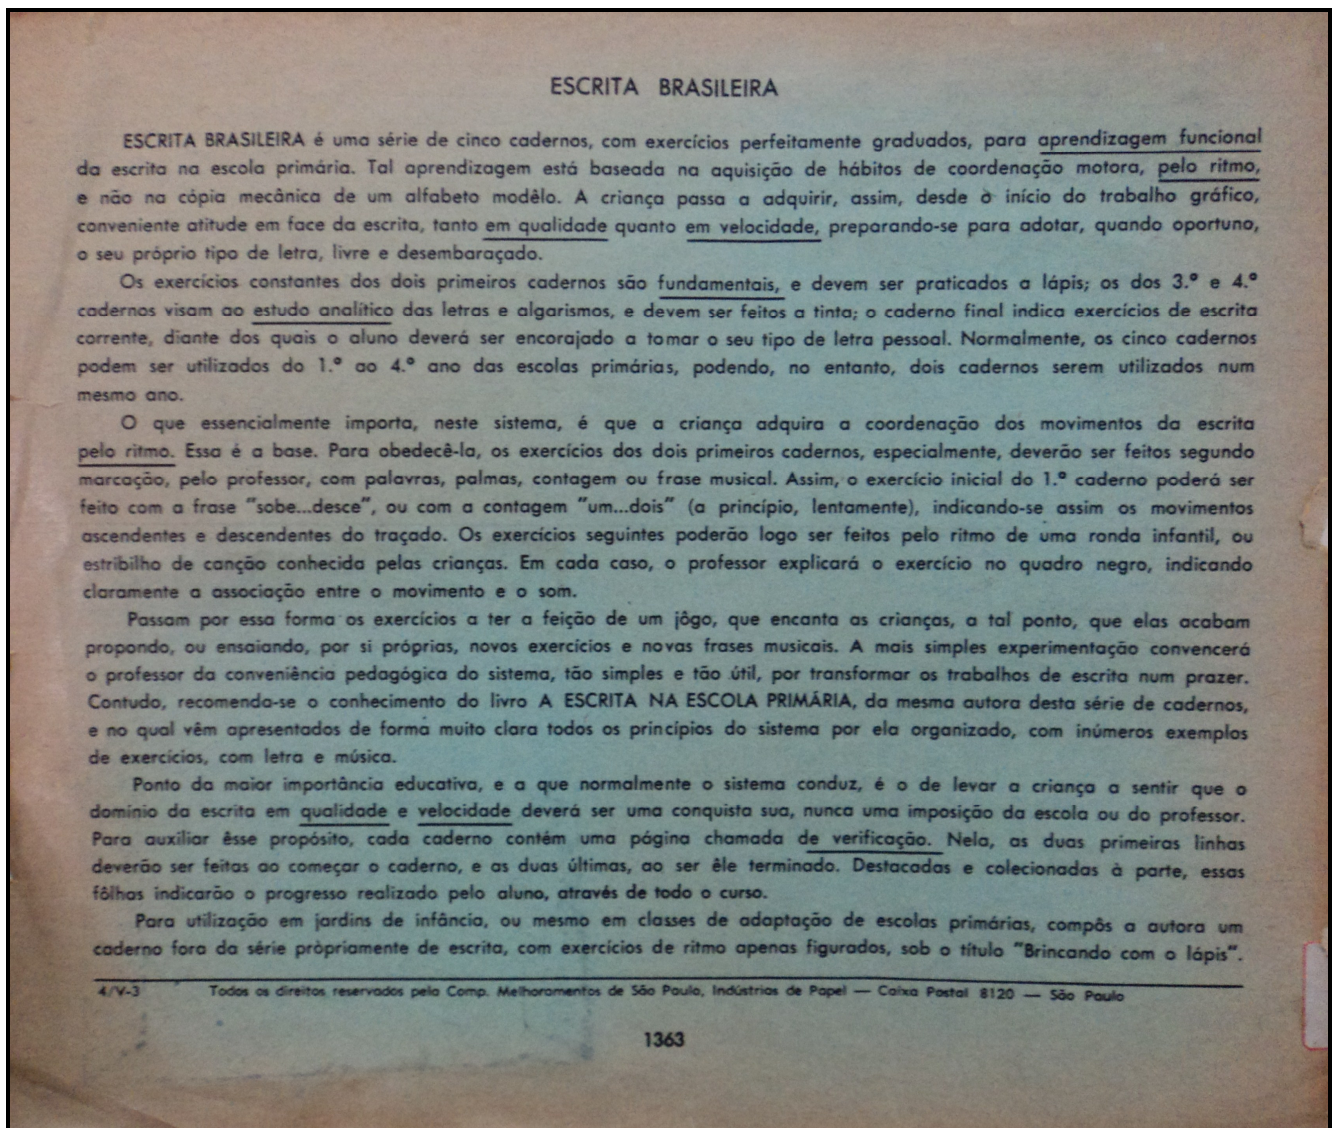 ESCRITA BRASILEIRA
ESCRITA BRASILEIRA é uma série de cinco cadernos, com exercícios perfeitamente graduados, para aprendizagem funcional
da escrita na escola primária. Tal aprendizagem está baseada na aquisição de hábitos de coordenação motora, pelo ritmo,
e não na cópia mecânica de um alfabeto modêlo. A criança passa a adquirir, assim, desde o início do trabalho gráfico,
conveniente atitude em face da escrita, tanto em qualidade quanto em velocidade, preparando-se para adotar, quando oportuno,
o seu próprio tipo de letra, livre e desembaraçado.
Os exercícios constantes dos dois primeiros cadernos são fundamentais, e devem ser praticados a lápis; os dos 3.º e 4.º
cadernos visam ao estudo analítico das letras e algarismos, e devem ser feitos a tinta; o caderno final indica exercícios de escrita
corrente, diante dos quais o aluno deverá ser encorajado a tomar o seu tipo de letra pessoal. Normalmente, os cinco cadernos
podem ser utilizados do 1.º ao 4.º ano das escolas primárias, podendo, no entanto, dois cadernos serem utilizados num
mesmo ano.
O que essencialmente importa, neste sistema, é que a criança adquira a coordenação dos movimentos da escrita
pelo ritmo. Essa é a base. Para obedecê-la, os exercícios dos dois primeiros cadernos, especialmente, deverão ser feitos segundo
marcação, pelo professor, com palavras, palmas, contagem ou frase musical. Assim, o exercício inicial do 1.º caderno poderá ser
feito com a frase "sobe...desce", ou com a contagem "um...dois" (a princípio, lentamente), indicando-se assim os movimentos
ascendentes e descendentes do traçado. Os exercícios seguintes poderão logo ser feitos pelo ritmo de uma ronda infantil, ou
estribilho de canção conhecida pelas crianças. Em cada caso, o professor explicará o exercício no quadro negro, indicando
claramente a associação entre o movimento e o som.
Passam por essa forma os exercícios a ter a feição de um jôgo, que encanta as crianças, a tal ponto, que elas acabam
propondo, ou ensaiando, por si próprias, novos exercícios e novas frases musicais. A mais simples experimentação convencerá
o professor da conveniência pedagógica do sistema, tão simples e tão útil, por transformar os trabalhos de escrita num prazer.
Contudo, recomenda-se o conhecimento do livro A ESCRITA NA ESCOLA PRIMÁRIA, da mesma autora desta série de cadernos,
e no qual vêm apresentados de forma muito clara todos os princípios do sistema por ela organizado, com inúmeros exemplos
de exercícios, com letra e música.
Ponto da maior importância educativa, e a que normalmente o sistema conduz, é o de levar a criança a sentir que o
domínio da escrita em qualidade e velocidade deverá ser uma conquista sua, nunca uma imposição da escola ou do professor.
Para auxiliar êsse propósito, cada caderno contém uma página chamada de verificação. Nela, as duas primeiras linhas
deverão ser feitas ao começar o caderno, e as duas últimas, ao ser êle terminado. Destacadas e colecionadas à parte, essas
fôlhas indicarão o progresso realizado pelo aluno, através de todo o curso.
Para utilização em jardins de infância, ou mesmo em classes de adaptação de escolas primárias, compôs a autora um
caderno fora da série pròpriamente de escrita, com exercícios de ritmo apenas figurados, sob o título "Brincando com o lápis".
4/V-3 Todos os direitos reservados pela Comp. Melhoramentos de São Paulo, Indústrias de Papel — Caixa Postal 8120 — São Paulo
1363